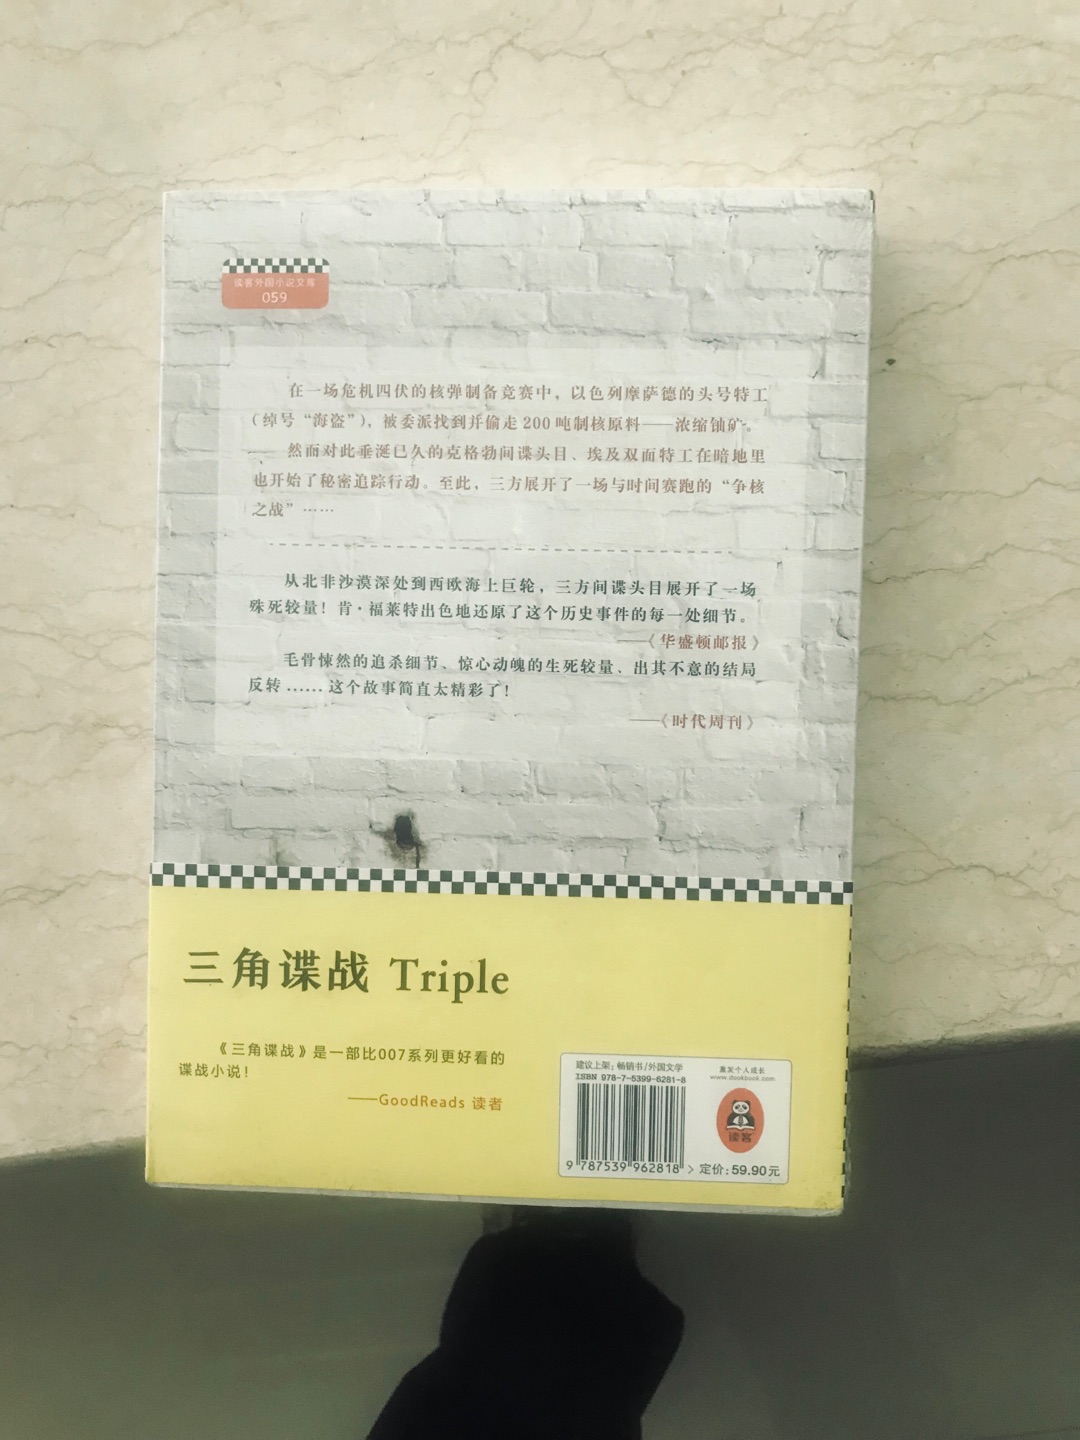 读客外国小说文库
059
在一场危机四伏的核弹制备竞赛中，以色列摩萨德的头号特工
（绰号“海盗”），被委派找到并偷走200吨制核原料——浓缩铀矿。
然而对此垂涎已久的克格勃间谍头目、埃及双面特工在暗地里
也开始了秘密追踪行动。至此，三方展开了一场与时间赛跑的“争核
之战”……
从北非沙漠深处到西欧海上巨轮，三方间谍头目展开了一场
殊死较量！肯·福莱特出色地还原了这个历史事件的每一处细节。
——《华盛顿邮报》
毛骨悚然的追杀细节、惊心动魄的生死较量、出其不意的结局
反转……这个故事简直太精彩了！
——《时代周刊》
三角谍战 Triple
《三角谍战》是一部比007系列更好看的
谍战小说！
——GoodReads 读者
建议上架：畅销书/外国文学
ISBN 978-7-5399-6281-8
9 787539 962818 >
激发个人成长
www.dookbook.com
读客
定价：59.90元